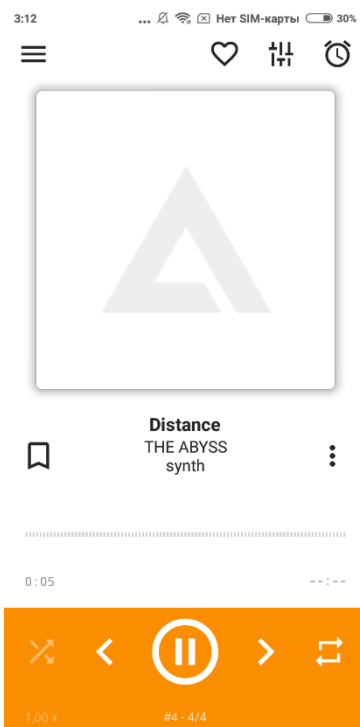 3:12 ... Нет SIM-карты 30%
Distance
THE ABYSS
synth
0:05 --:--
1,00 x #4 - 4/4